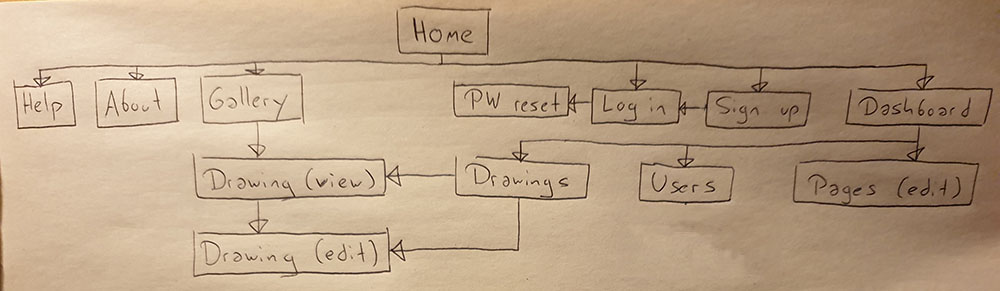 Home
Help
About
Gallery
PW reset
Log in
Sign up
Dashboard
Drawing (view)
Drawings
Users
Pages (edit)
Drawing (edit)